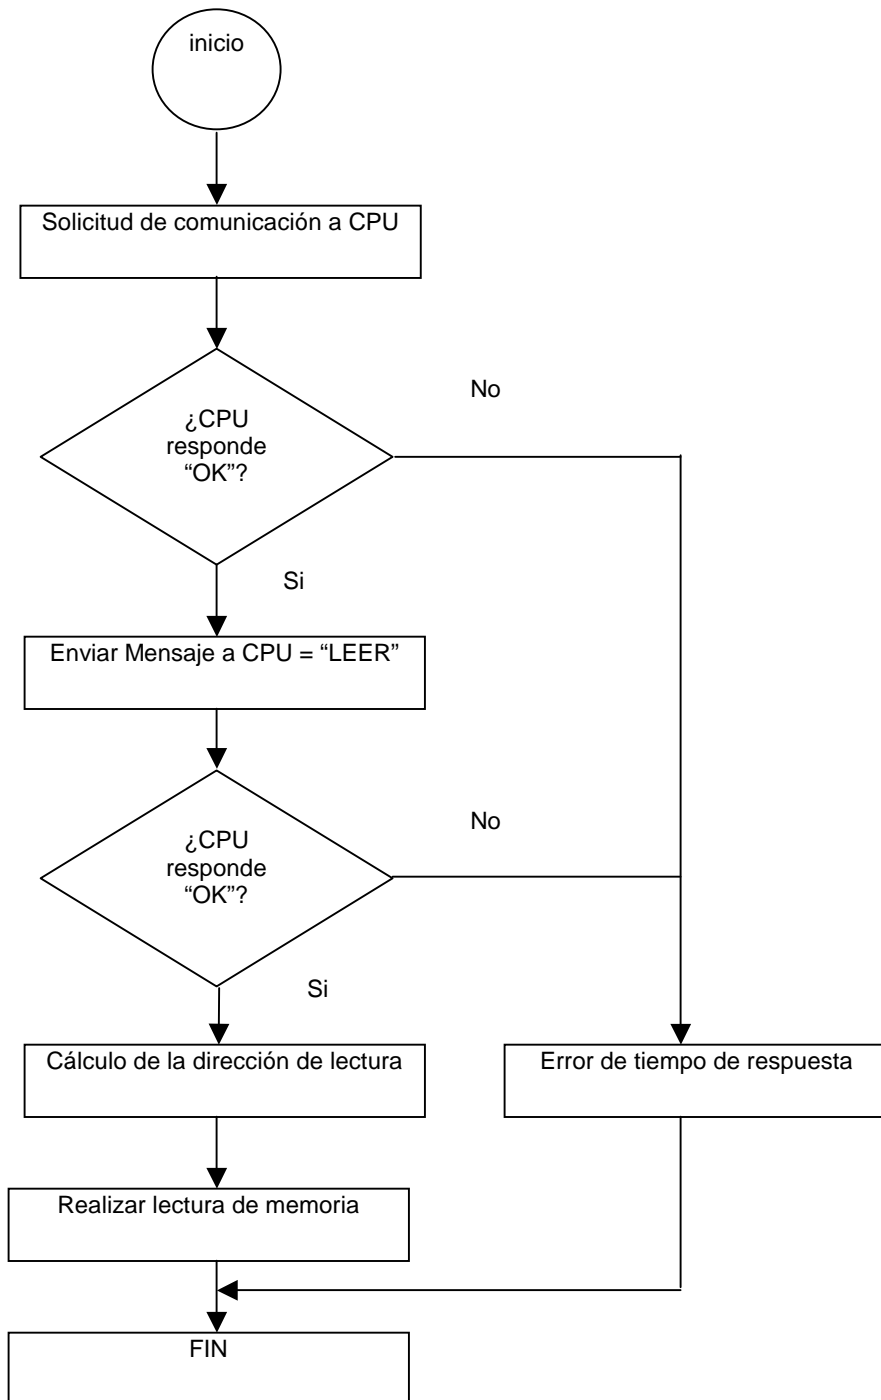 inicio
Solicitud de comunicación a CPU
¿CPU
responde
“OK”?
No
Si
Enviar Mensaje a CPU = “LEER”
¿CPU
responde
“OK”?
No
Si
Cálculo de la dirección de lectura
Error de tiempo de respuesta
Realizar lectura de memoria
FIN